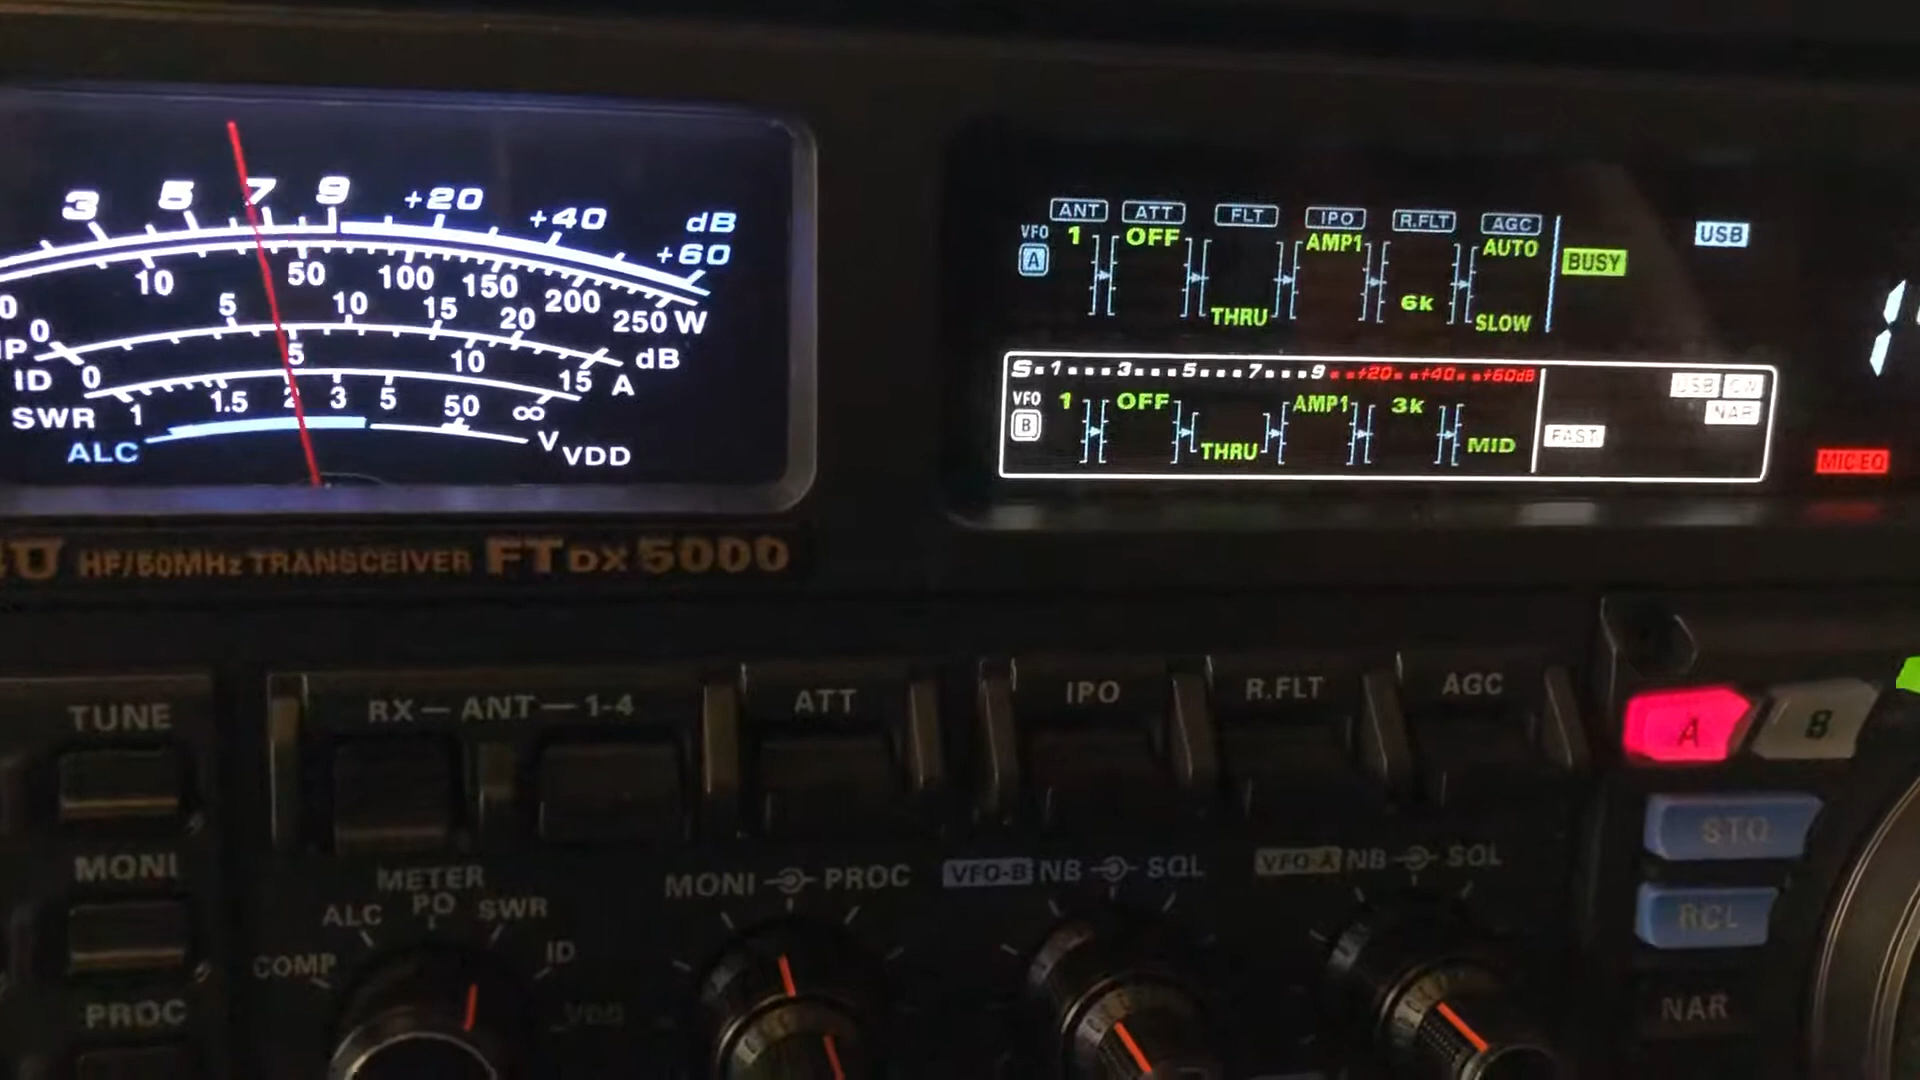 3 5 7 9 +20 +40 +60 dB
0 10 50 100 150 200 250 W
0 5 10 15 20 dB
ID 0 5 10 15 A
SWR 1 1.5 2 3 5 50 ∞
ALC V VDD
HF/50MHz TRANSCEIVER FTDX5000
ANT ATT FLT IPO R.FLT AGC
VFO A 1 OFF THRU AMP1 6k AUTO SLOW
BUSY
USB
S 1 3 5 7 9 +20 +40 +60dB
VFO B 1 OFF THRU AMP1 3k MID
FAST
USB CW
NAR
MIC EQ
TUNE
RX-ANT-1-4
ATT
IPO
R.FLT
AGC
A
B
STO
RCL
NAR
MONI
PROC
METER
COMP ALC PO SWR ID VDD
MONI PROC
VFO-B NB SQL
VFO-A NB SQL